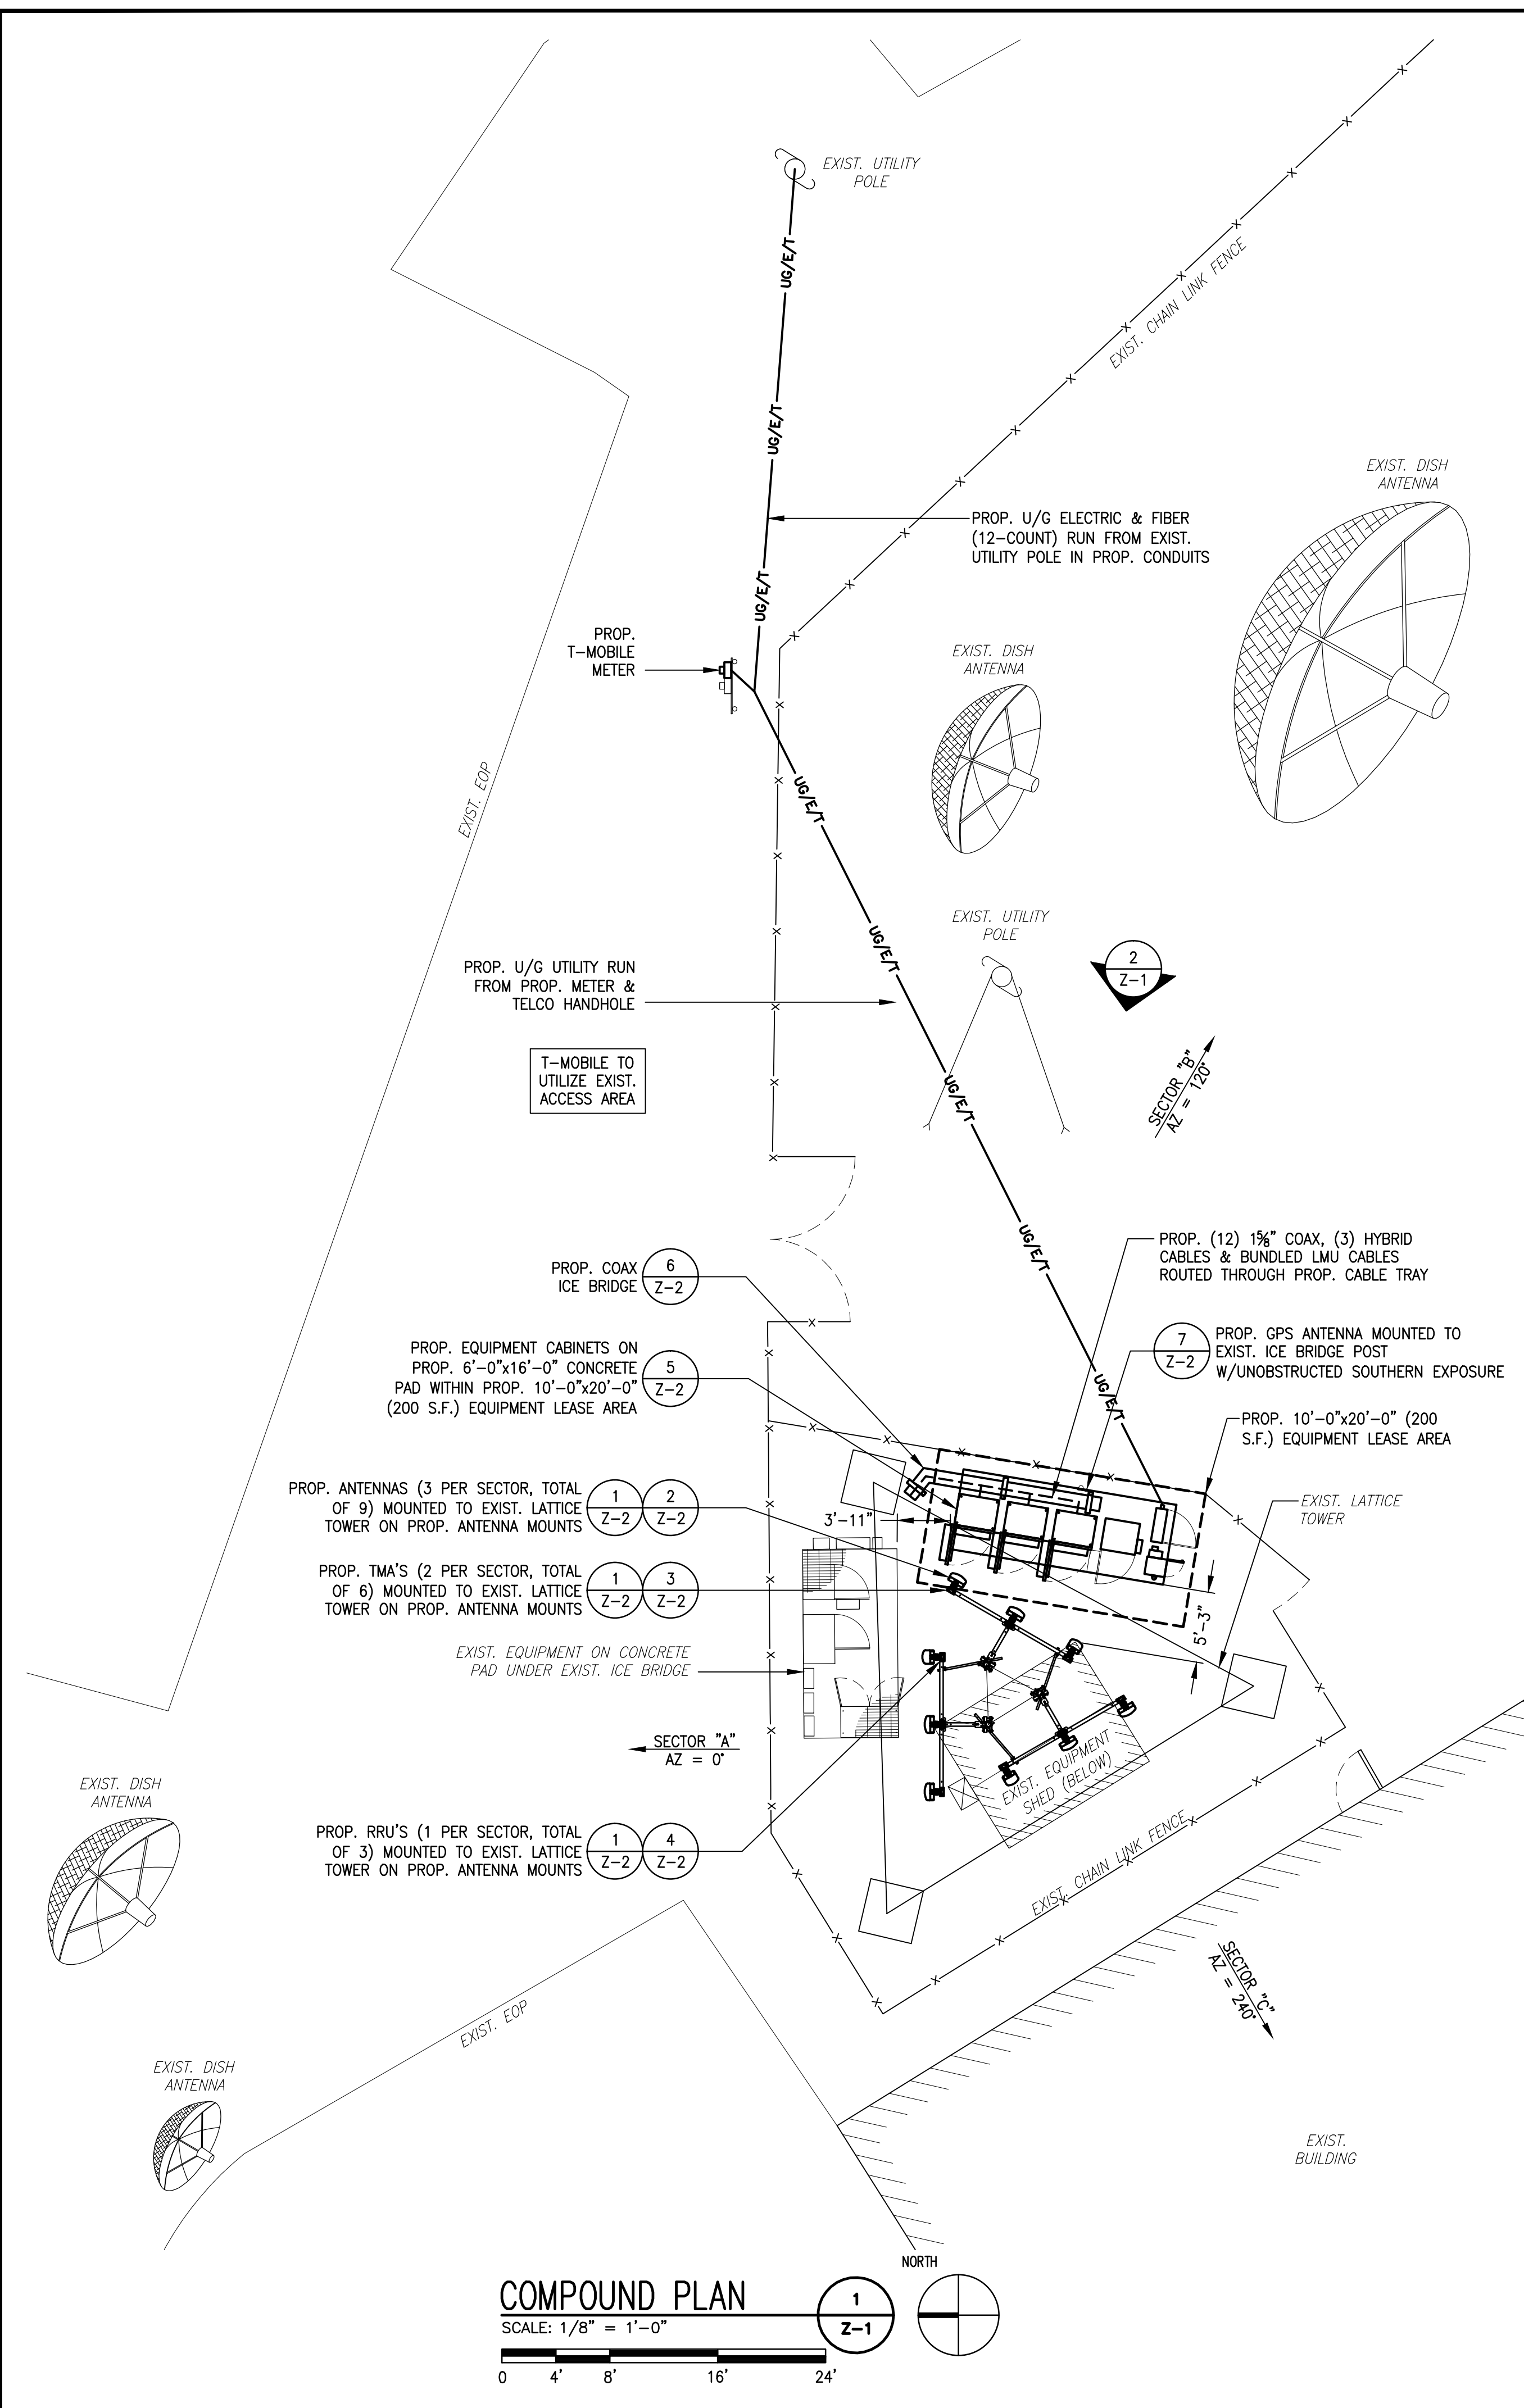 EXIST. UTILITY
POLE
UG/E/T
EXIST. CHAIN LINK FENCE
UG/E/T
EXIST. DISH
ANTENNA
PROP. U/G ELECTRIC & FIBER
(12-COUNT) RUN FROM EXIST.
UTILITY POLE IN PROP. CONDUITS
UG/E/T
PROP.
T-MOBILE
METER
EXIST. DISH
ANTENNA
EXIST. EOP
UG/E/T
EXIST. UTILITY
POLE
UG/E/T
2
Z-1
PROP. U/G UTILITY RUN
FROM PROP. METER &
TELCO HANDHOLE
T-MOBILE TO
UTILIZE EXIST.
ACCESS AREA
UG/E/T
SECTOR "B"
AZ = 120°
UG/E/T
PROP. (12) 1⅝" COAX, (3) HYBRID
CABLES & BUNDLED LMU CABLES
ROUTED THROUGH PROP. CABLE TRAY
PROP. COAX
ICE BRIDGE
6
Z-2
7
Z-2
PROP. GPS ANTENNA MOUNTED TO
EXIST. ICE BRIDGE POST
W/UNOBSTRUCTED SOUTHERN EXPOSURE
PROP. EQUIPMENT CABINETS ON
PROP. 6'-0"x16'-0" CONCRETE
PAD WITHIN PROP. 10'-0"x20'-0"
(200 S.F.) EQUIPMENT LEASE AREA
5
Z-2
UG/E/T
PROP. 10'-0"x20'-0" (200
S.F.) EQUIPMENT LEASE AREA
PROP. ANTENNAS (3 PER SECTOR, TOTAL
OF 9) MOUNTED TO EXIST. LATTICE
TOWER ON PROP. ANTENNA MOUNTS
1
Z-2
2
Z-2
3'-11"
EXIST. LATTICE
TOWER
PROP. TMA'S (2 PER SECTOR, TOTAL
OF 6) MOUNTED TO EXIST. LATTICE
TOWER ON PROP. ANTENNA MOUNTS
1
Z-2
3
Z-2
5'-3"
EXIST. EQUIPMENT ON CONCRETE
PAD UNDER EXIST. ICE BRIDGE
SECTOR "A"
AZ = 0°
EXIST. EQUIPMENT
SHED (BELOW)
EXIST. DISH
ANTENNA
PROP. RRU'S (1 PER SECTOR, TOTAL
OF 3) MOUNTED TO EXIST. LATTICE
TOWER ON PROP. ANTENNA MOUNTS
1
Z-2
4
Z-2
EXIST. CHAIN LINK FENCE
SECTOR "C"
AZ = 240°
EXIST. EOP
EXIST. DISH
ANTENNA
EXIST.
BUILDING
NORTH
COMPOUND PLAN
SCALE: 1/8" = 1'-0"
1
Z-1
0 4' 8' 16' 24'